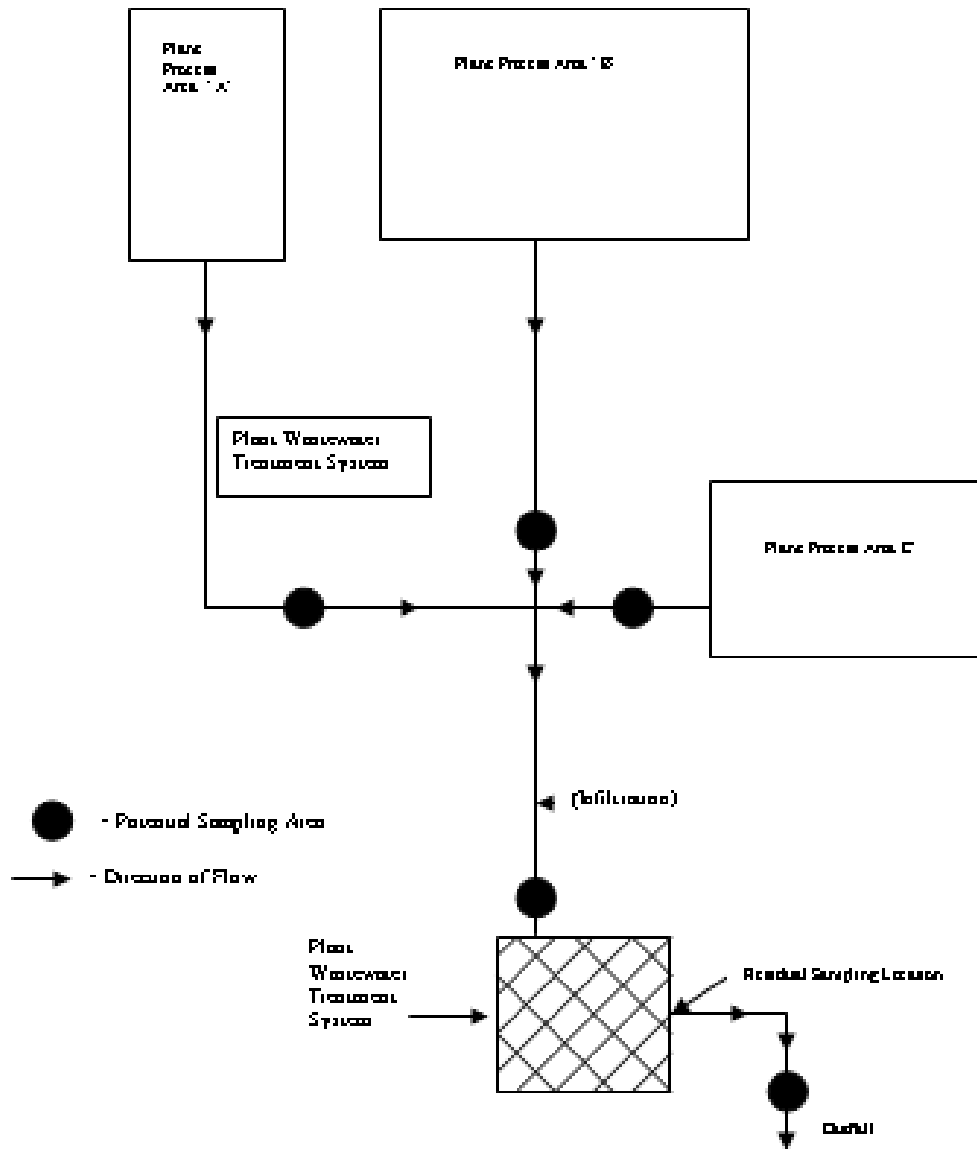 Plant
Process
Area "A"
Plant Process Area "B"
Plant Wastewater
Treatment System
Plant Process Area C
(Infiltration)
- Potential Sampling Area
- Direction of Flow
Plant
Wastewater
Treatment
System
Residual Sampling Location
Outfall